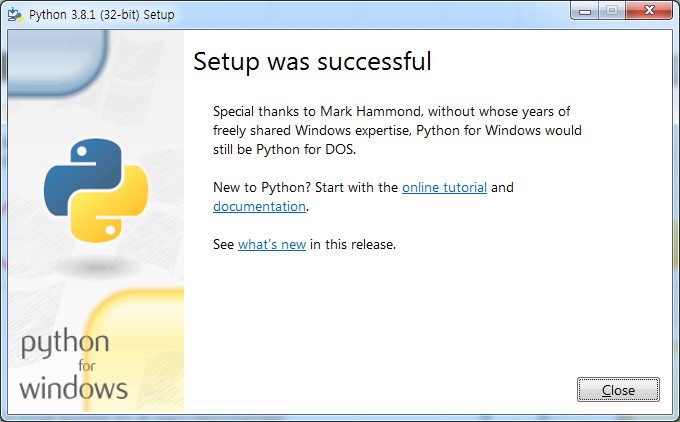 Python 3.8.1 (32-bit) Setup
Setup was successful
Special thanks to Mark Hammond, without whose years of
freely shared Windows expertise, Python for Windows would
still be Python for DOS.
New to Python? Start with the online tutorial and
documentation.
See what's new in this release.
python
for
windows
Close